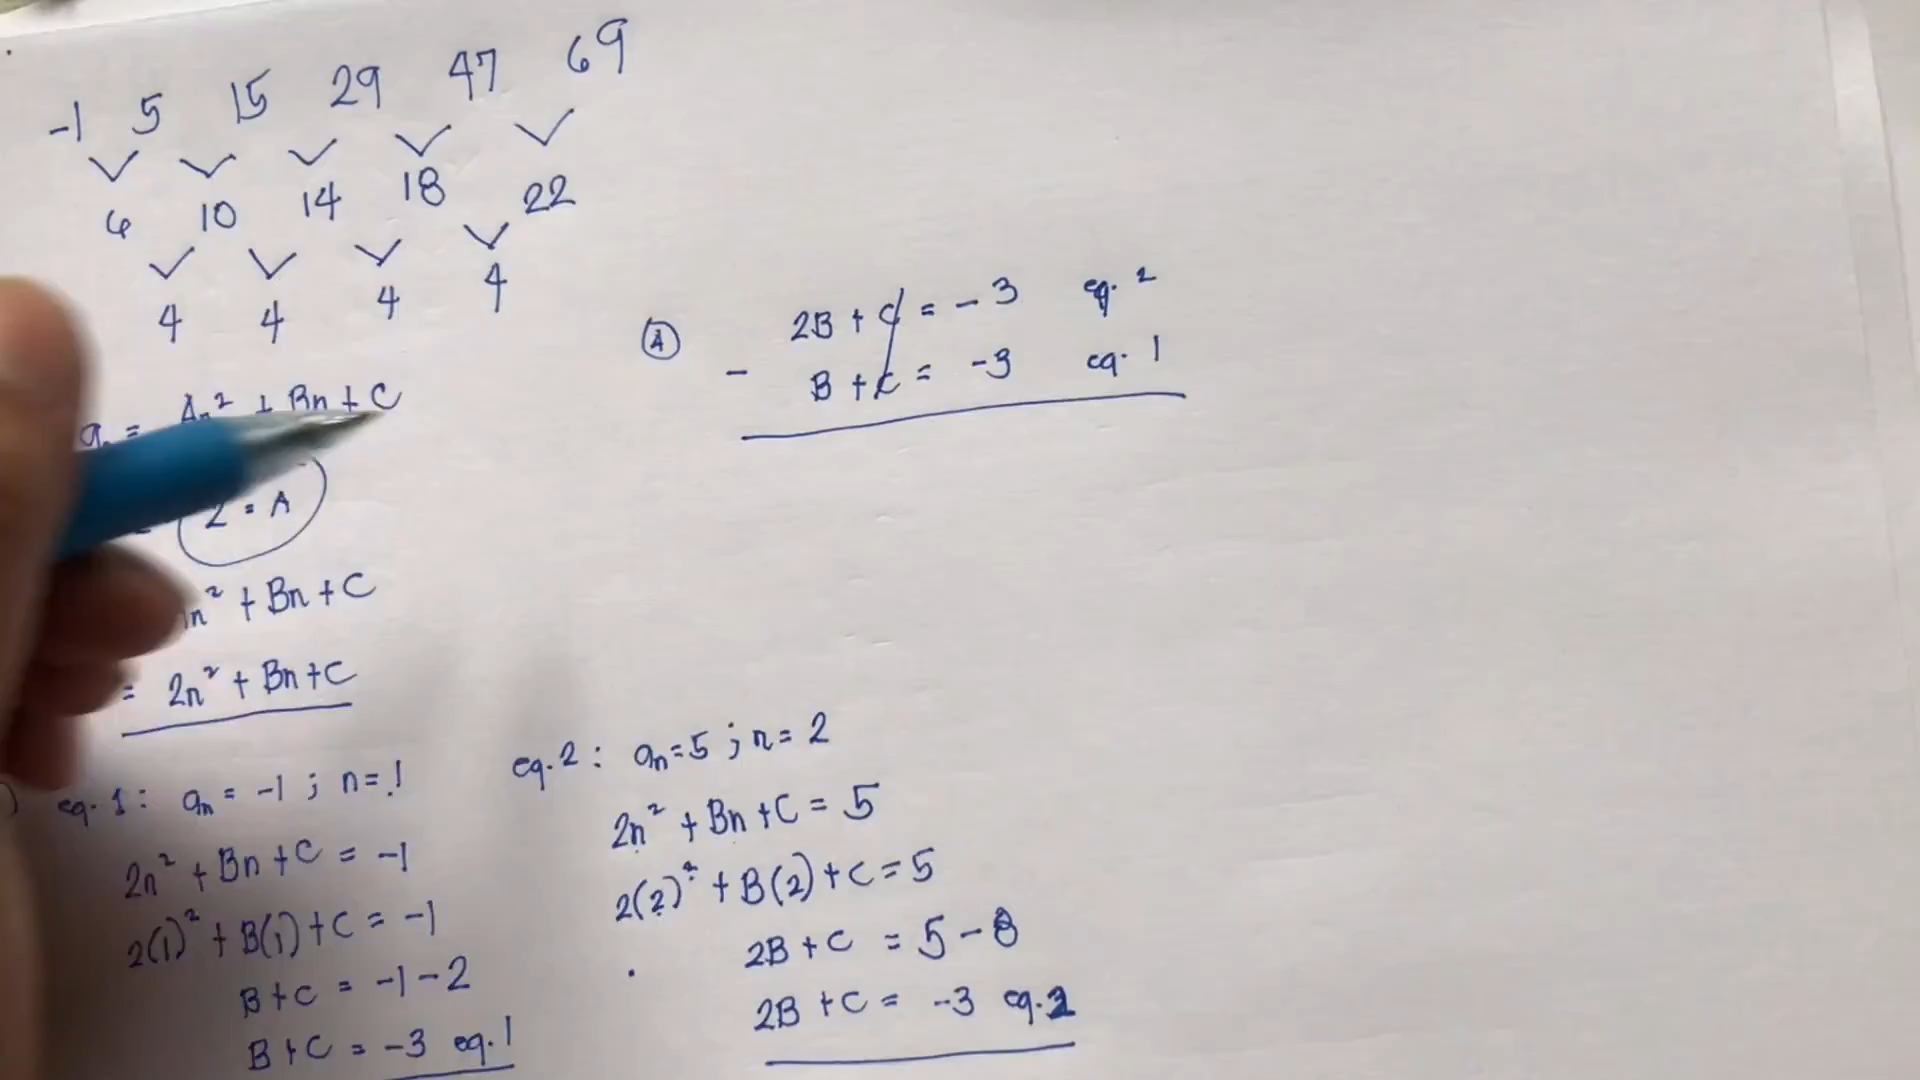 -1 5 15 29 47 69
6 10 14 18 22
4 4 4 4
An² + Bn + C
2 = A
n² + Bn + C
= 2n² + Bn + C
eq. 1 : aₙ = -1 ; n = 1
2n² + Bn + C = -1
2(1)² + B(1) + C = -1
B + C = -1 - 2
B + C = -3 eq. 1
eq. 2 : aₙ = 5 ; n = 2
2n² + Bn + C = 5
2(2)² + B(2) + C = 5
2B + C = 5 - 8
2B + C = -3 eq. 2
④
2B + C = -3 eq. 2
- B + C = -3 eq. 1